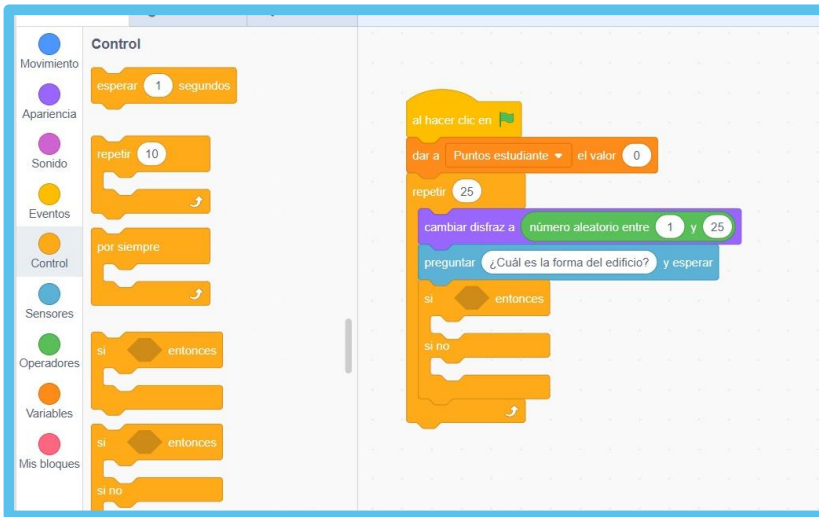 Movimiento
Apariencia
Sonido
Eventos
Control
Sensores
Operadores
Variables
Mis bloques
Control
esperar 1 segundos
repetir 10
por siempre
si entonces
si entonces
si no
al hacer clic en
dar a Puntos estudiante el valor 0
repetir 25
cambiar disfraz a número aleatorio entre 1 y 25
preguntar ¿Cuál es la forma del edificio? y esperar
si entonces
si no